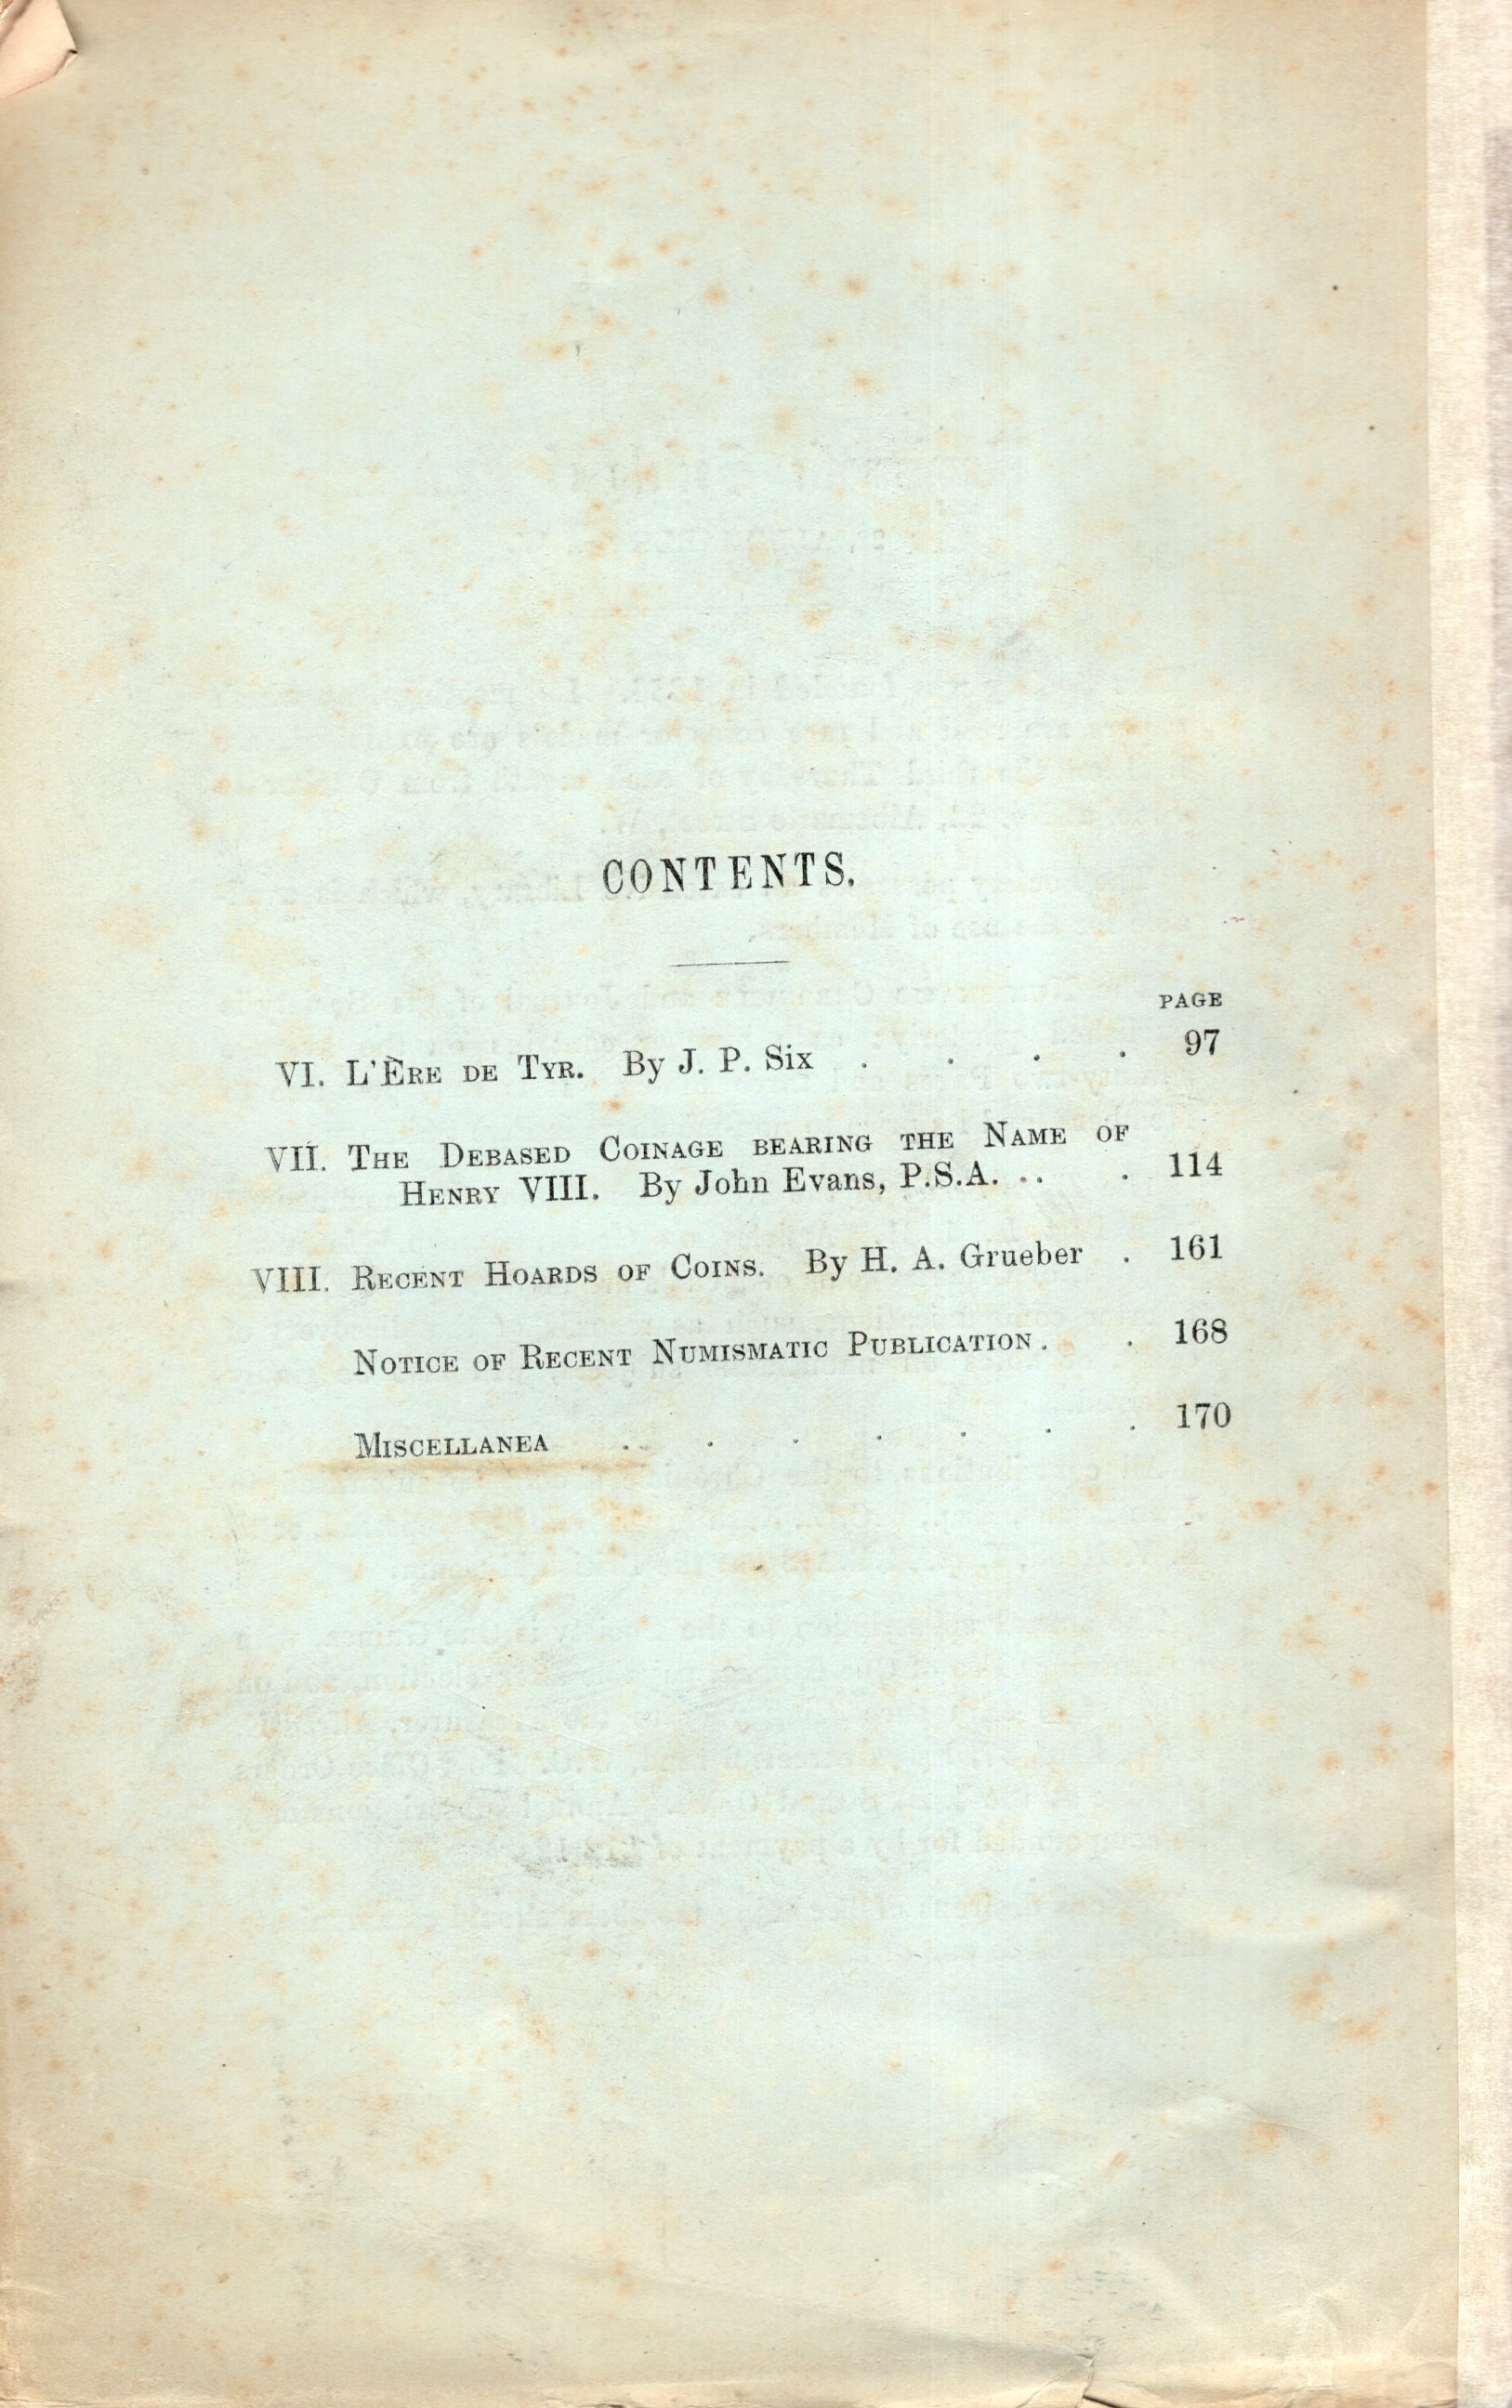 CONTENTS.
PAGE
VI. L'Ère de Tyr. By J. P. Six . . . . 97
VII. The Debased Coinage bearing the Name of
Henry VIII. By John Evans, P.S.A. . . . 114
VIII. Recent Hoards of Coins. By H. A. Grueber . 161
Notice of Recent Numismatic Publication . . 168
Miscellanea . . . . . . . 170